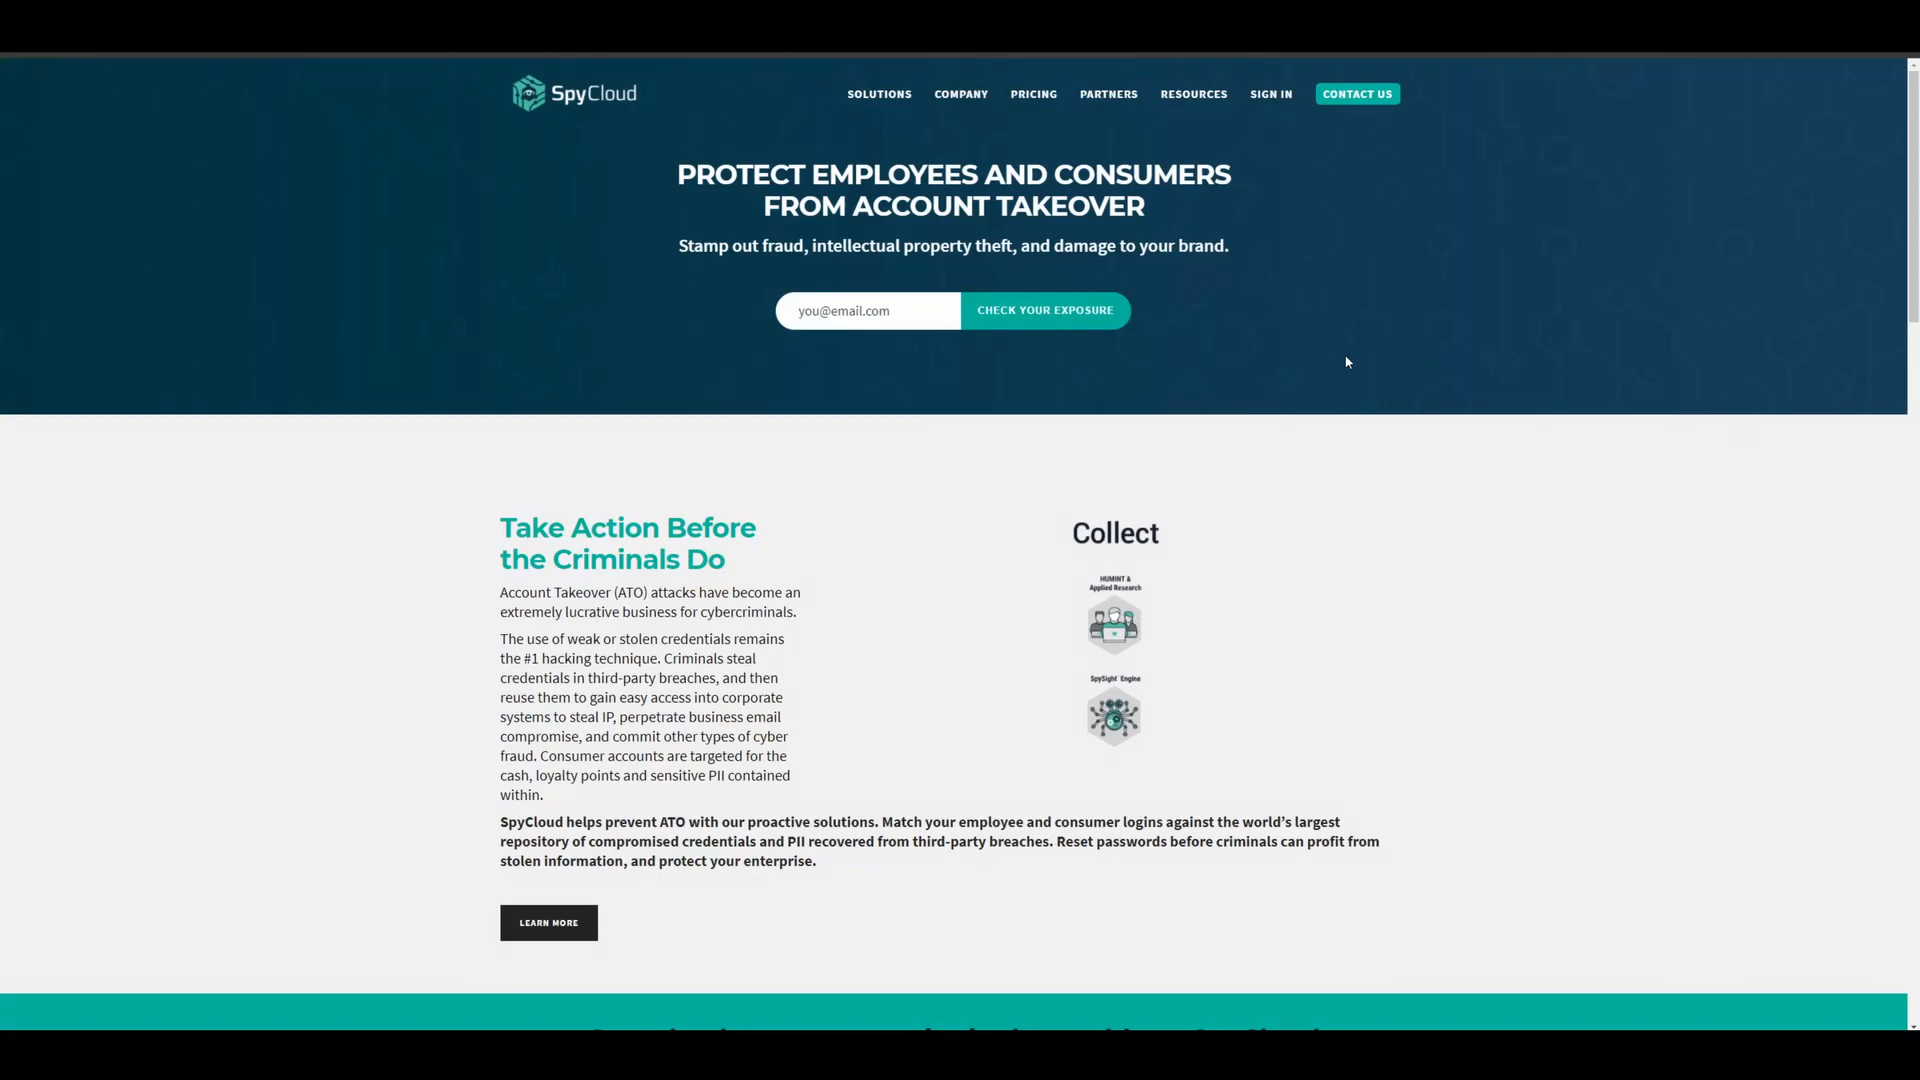 SpyCloud
SOLUTIONS COMPANY PRICING PARTNERS RESOURCES SIGN IN CONTACT US
PROTECT EMPLOYEES AND CONSUMERS
FROM ACCOUNT TAKEOVER
Stamp out fraud, intellectual property theft, and damage to your brand.
you@email.com CHECK YOUR EXPOSURE
Take Action Before
the Criminals Do
Account Takeover (ATO) attacks have become an
extremely lucrative business for cybercriminals.
The use of weak or stolen credentials remains
the #1 hacking technique. Criminals steal
credentials in third-party breaches, and then
reuse them to gain easy access into corporate
systems to steal IP, perpetrate business email
compromise, and commit other types of cyber
fraud. Consumer accounts are targeted for the
cash, loyalty points and sensitive PII contained
within.
Collect
HUMINT &
Applied Research
SpySight Engine
SpyCloud helps prevent ATO with our proactive solutions. Match your employee and consumer logins against the world’s largest
repository of compromised credentials and PII recovered from third-party breaches. Reset passwords before criminals can profit from
stolen information, and protect your enterprise.
LEARN MORE